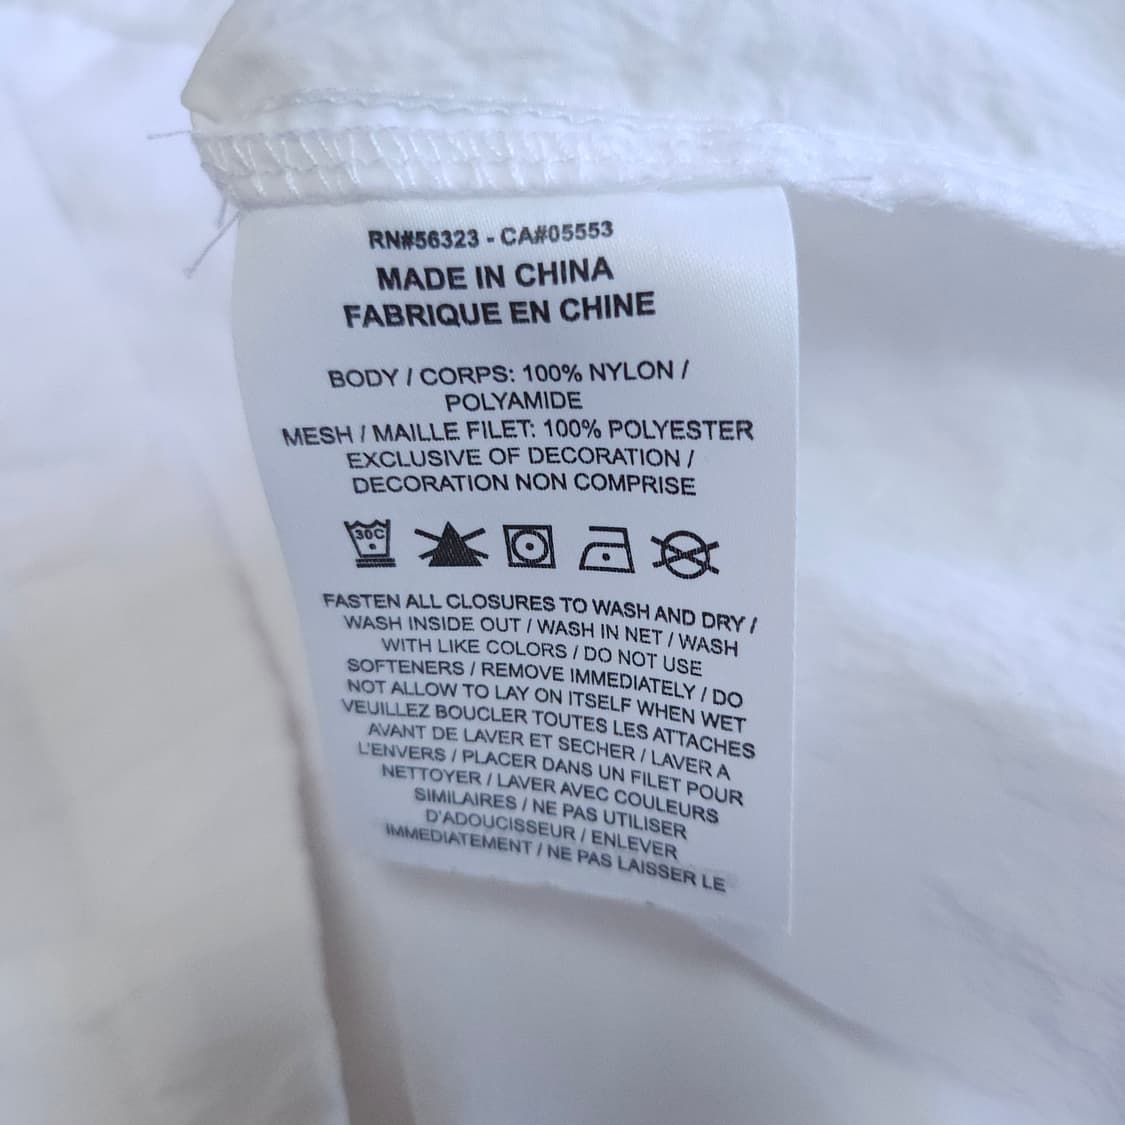 RN#56323 - CA#05553
MADE IN CHINA
FABRIQUE EN CHINE
BODY / CORPS: 100% NYLON /
POLYAMIDE
MESH / MAILLE FILET: 100% POLYESTER
EXCLUSIVE OF DECORATION /
DECORATION NON COMPRISE
30C
FASTEN ALL CLOSURES TO WASH AND DRY /
WASH INSIDE OUT / WASH IN NET / WASH
WITH LIKE COLORS / DO NOT USE
SOFTENERS / REMOVE IMMEDIATELY / DO
NOT ALLOW TO LAY ON ITSELF WHEN WET
VEUILLEZ BOUCLER TOUTES LES ATTACHES
AVANT DE LAVER ET SECHER / LAVER A
L'ENVERS / PLACER DANS UN FILET POUR
NETTOYER / LAVER AVEC COULEURS
SIMILAIRES / NE PAS UTILISER
D'ADOUCISSEUR / ENLEVER
IMMEDIATEMENT / NE PAS LAISSER LE